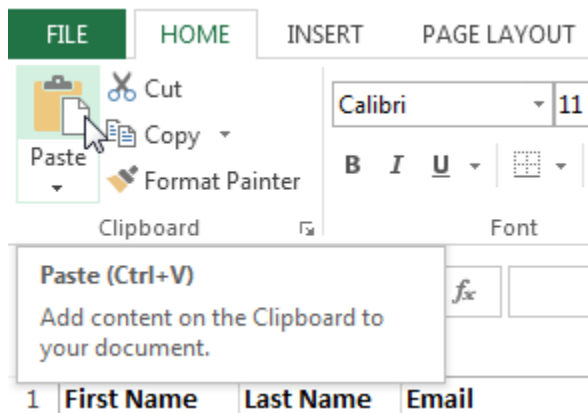 FILE HOME INSERT PAGE LAYOUT
Cut
Calibri 11
Copy
Paste
B I U
Format Painter
Clipboard Font
Paste (Ctrl+V)
fx
Add content on the Clipboard to
your document.
1 First Name Last Name Email